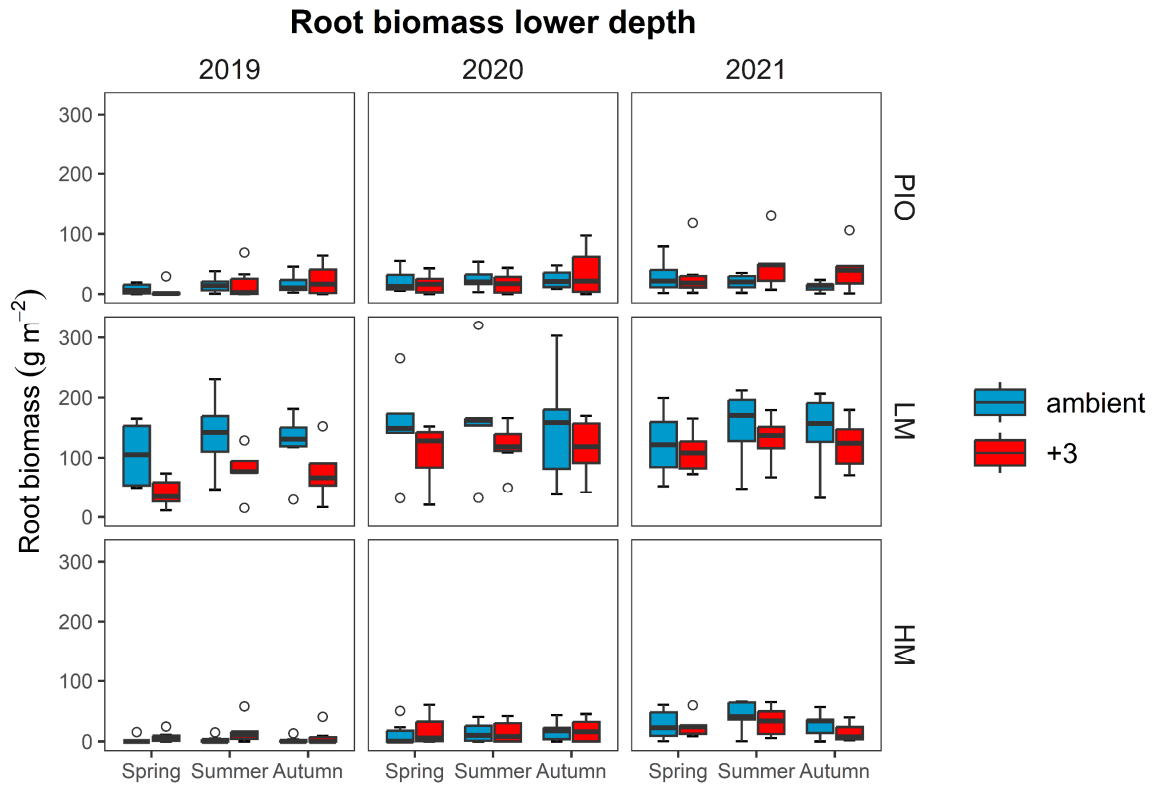 Root biomass lower depth
2019 2020 2021
300
200
100
0
PIO
300
200
100
0
LM
300
200
100
0
HM
Root biomass (g m⁻²)
Spring Summer Autumn Spring Summer Autumn Spring Summer Autumn
ambient
+3